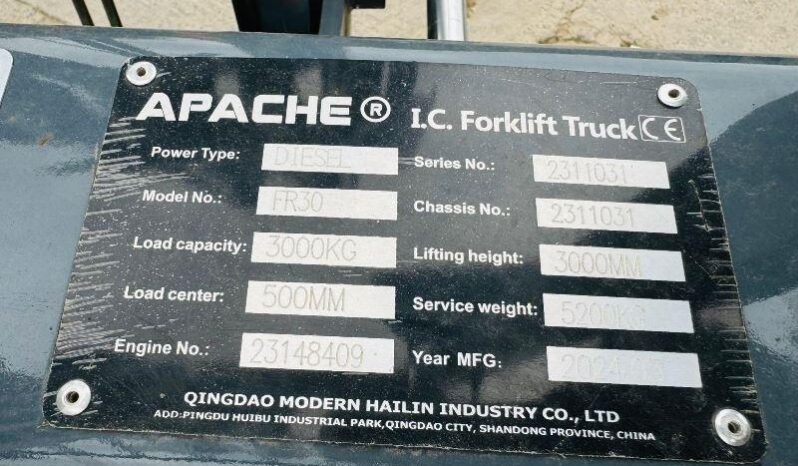 APACHE® I.C. Forklift Truck CE
Power Type: DIESEL Series No.: 2311031
Model No.: FR30 Chassis No.: 2311031
Load capacity: 3000KG Lifting height: 3000MM
Load center: 500MM Service weight: 5200KG
Engine No.: 23148409 Year MFG:
QINGDAO MODERN HAILIN INDUSTRY CO., LTD
ADD:PINGDU HUIBU INDUSTRIAL PARK,QINGDAO CITY, SHANDONG PROVINCE, CHINA